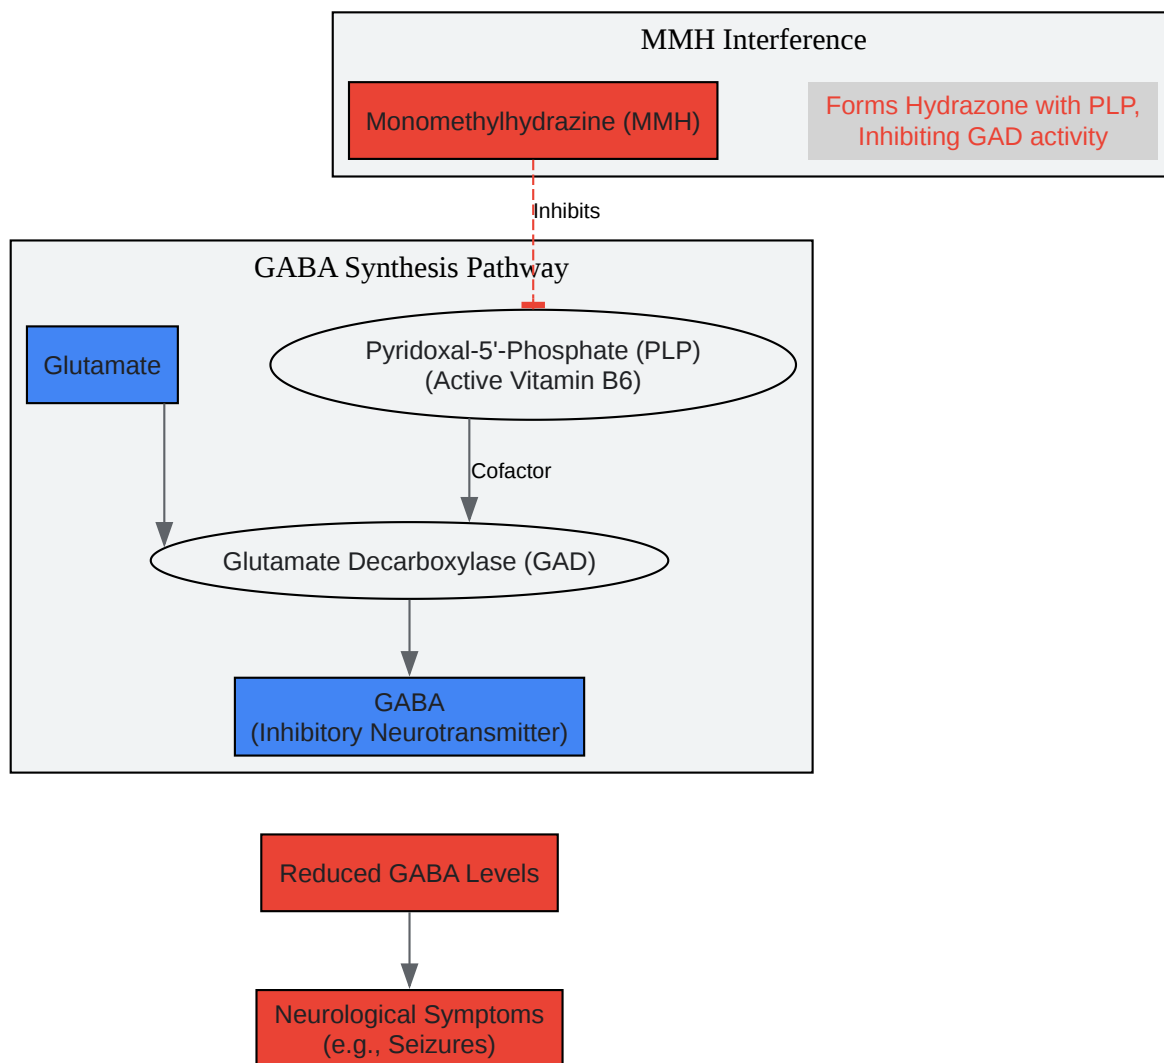 MMH Interference
Monomethylhydrazine (MMH)
Forms Hydrazone with PLP,
Inhibiting GAD activity
Inhibits
GABA Synthesis Pathway
Glutamate
Pyridoxal-5'-Phosphate (PLP)
(Active Vitamin B6)
Cofactor
Glutamate Decarboxylase (GAD)
GABA
(Inhibitory Neurotransmitter)
Reduced GABA Levels
Neurological Symptoms
(e.g., Seizures)